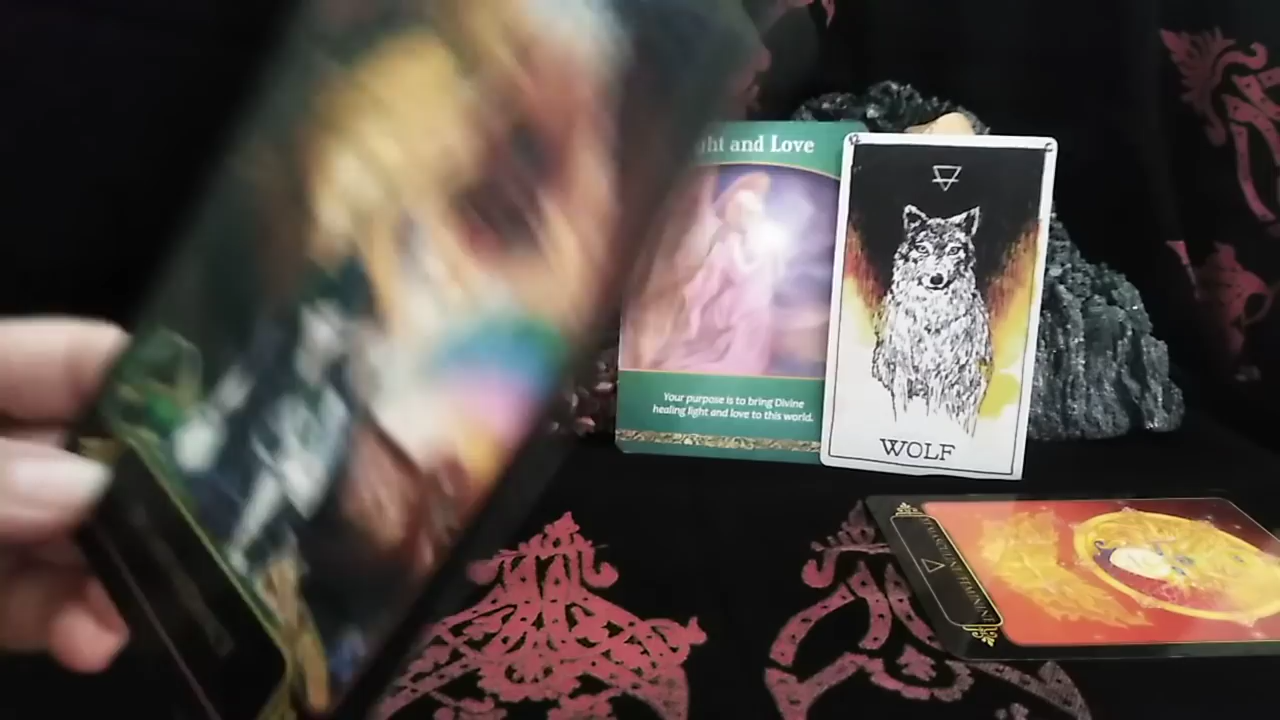 ht and Love
Your purpose is to bring Divine
healing light and love to this world.
WOLF